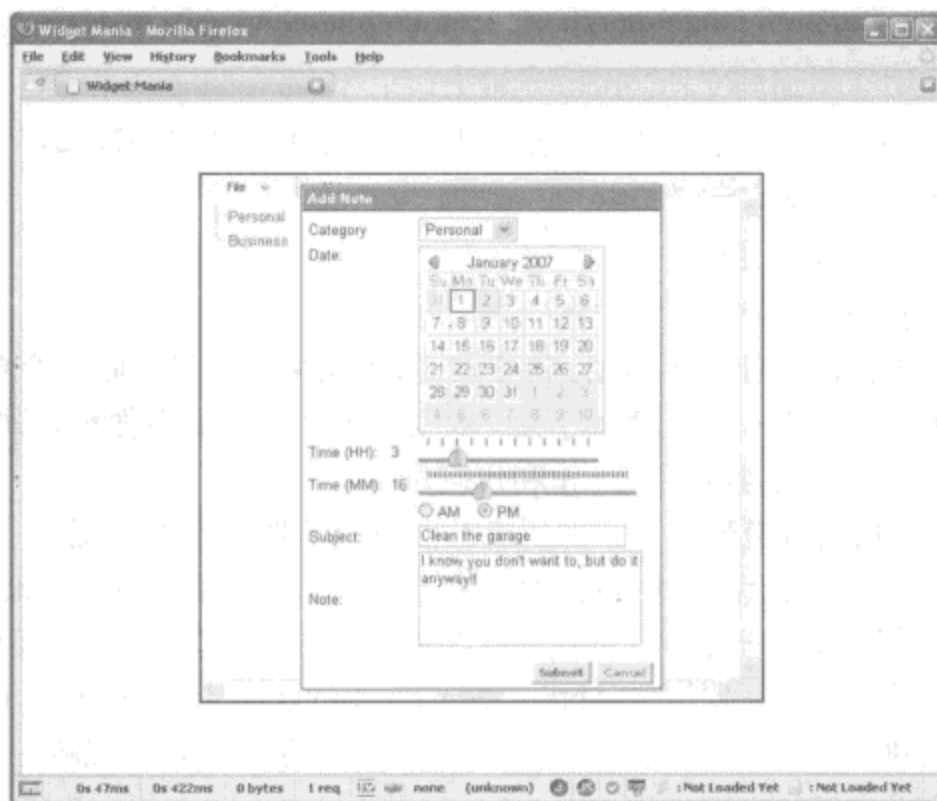 Widget Mania - Mozilla Firefox
File Edit View History Bookmarks Tools Help
Widget Mania
File
Add Note
Personal
Business
Category Personal
Date:
January 2007
Su Mo Tu We Th Fr Sa
31 1 2 3 4 5 6
7 8 9 10 11 12 13
14 15 16 17 18 19 20
21 22 23 24 25 26 27
28 29 30 31 1 2 3
4 5 6 7 8 9 10
Time (HH): 3
Time (MM): 16
AM PM
Subject: Clean the garage
I know you don't want to, but do it
anyway!!
Note:
Submit Cancel
0s 47ms 0s 422ms 0 bytes 1 req none (unknown) : Not Loaded Yet : Not Loaded Yet